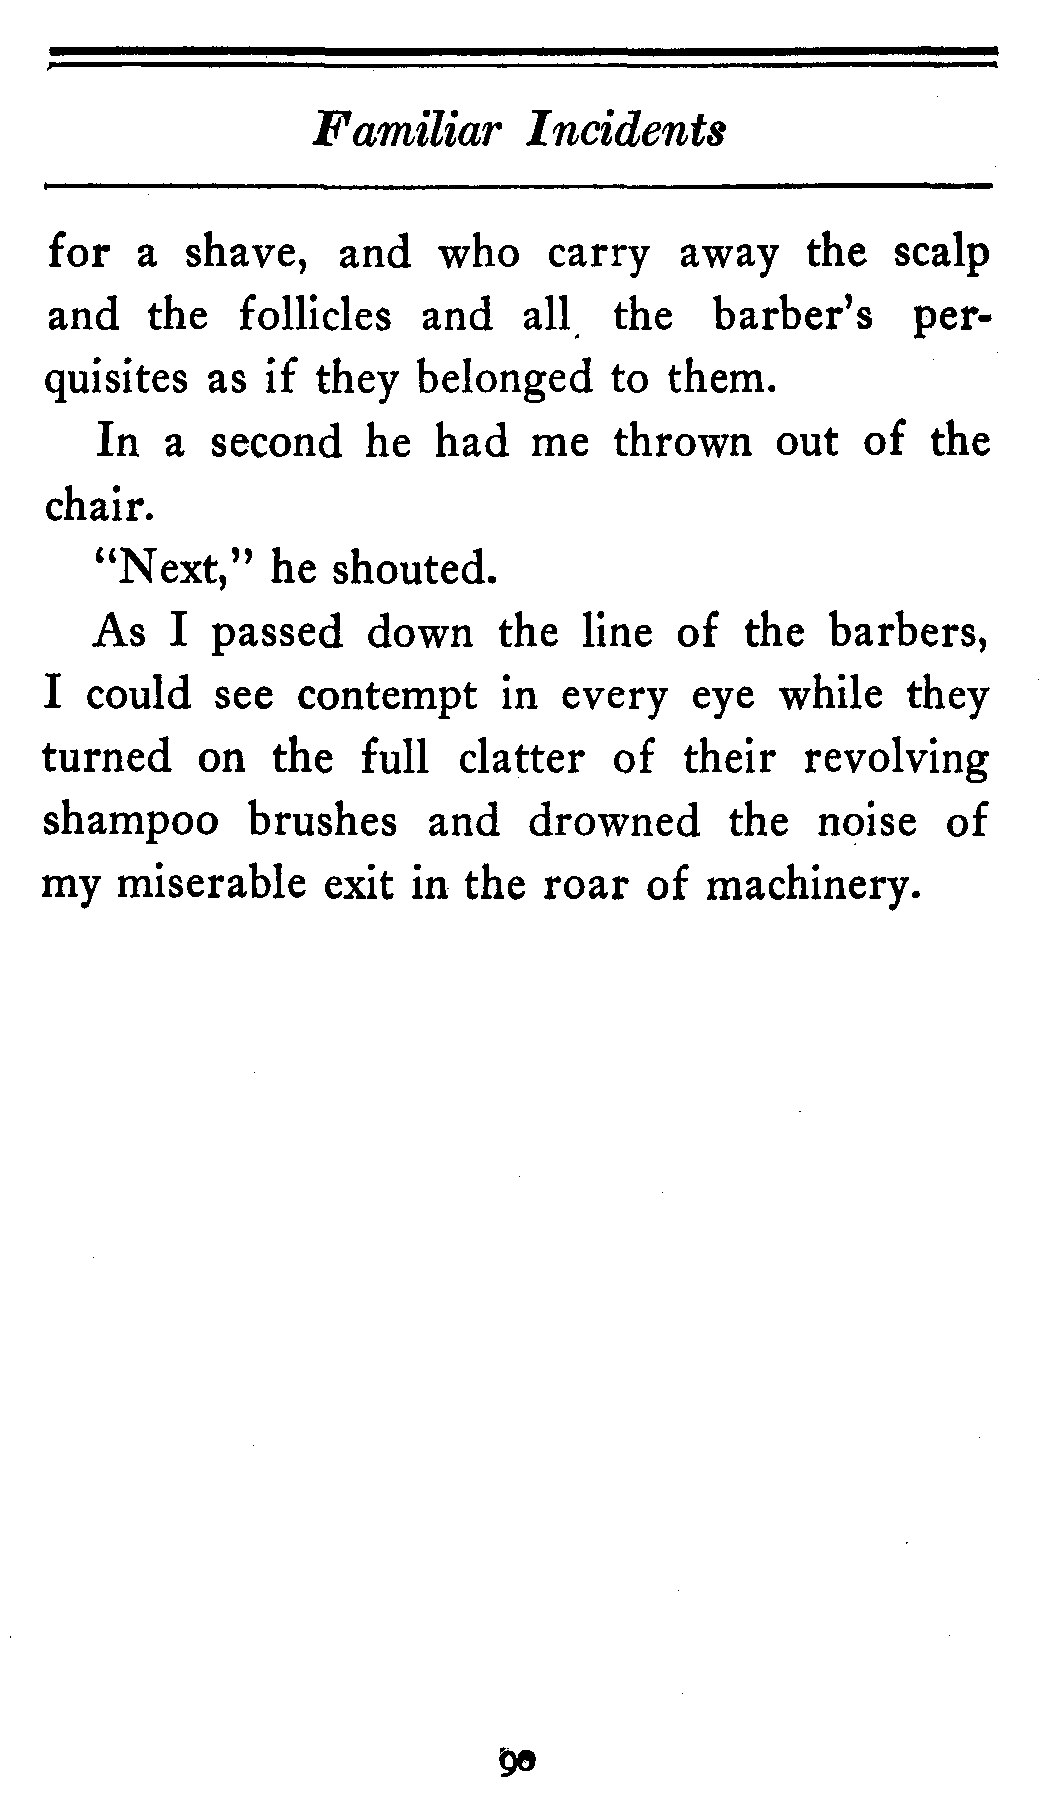 Familiar Incidents
for a shave, and who carry away the scalp
and the follicles and all the barber's per-
quisites as if they belonged to them.
In a second he had me thrown out of the
chair.
"Next," he shouted.
As I passed down the line of the barbers,
I could see contempt in every eye while they
turned on the full clatter of their revolving
shampoo brushes and drowned the noise of
my miserable exit in the roar of machinery.
90